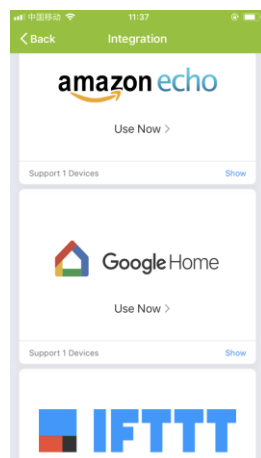 中国移动 11:37
Back Integration
amazon echo
Use Now >
Support 1 Devices Show
Google Home
Use Now >
Support 1 Devices Show
IFTTT